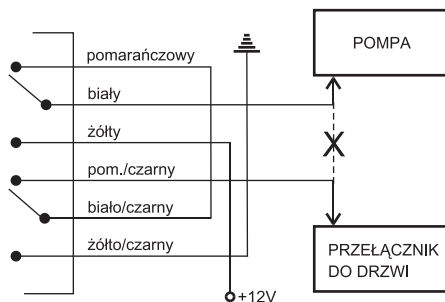 pomarańczowy
biały
żółty
pom./czarny
biało/czarny
żółto/czarny
+12V
POMPA
X
PRZEŁĄCZNIK
DO DRZWI